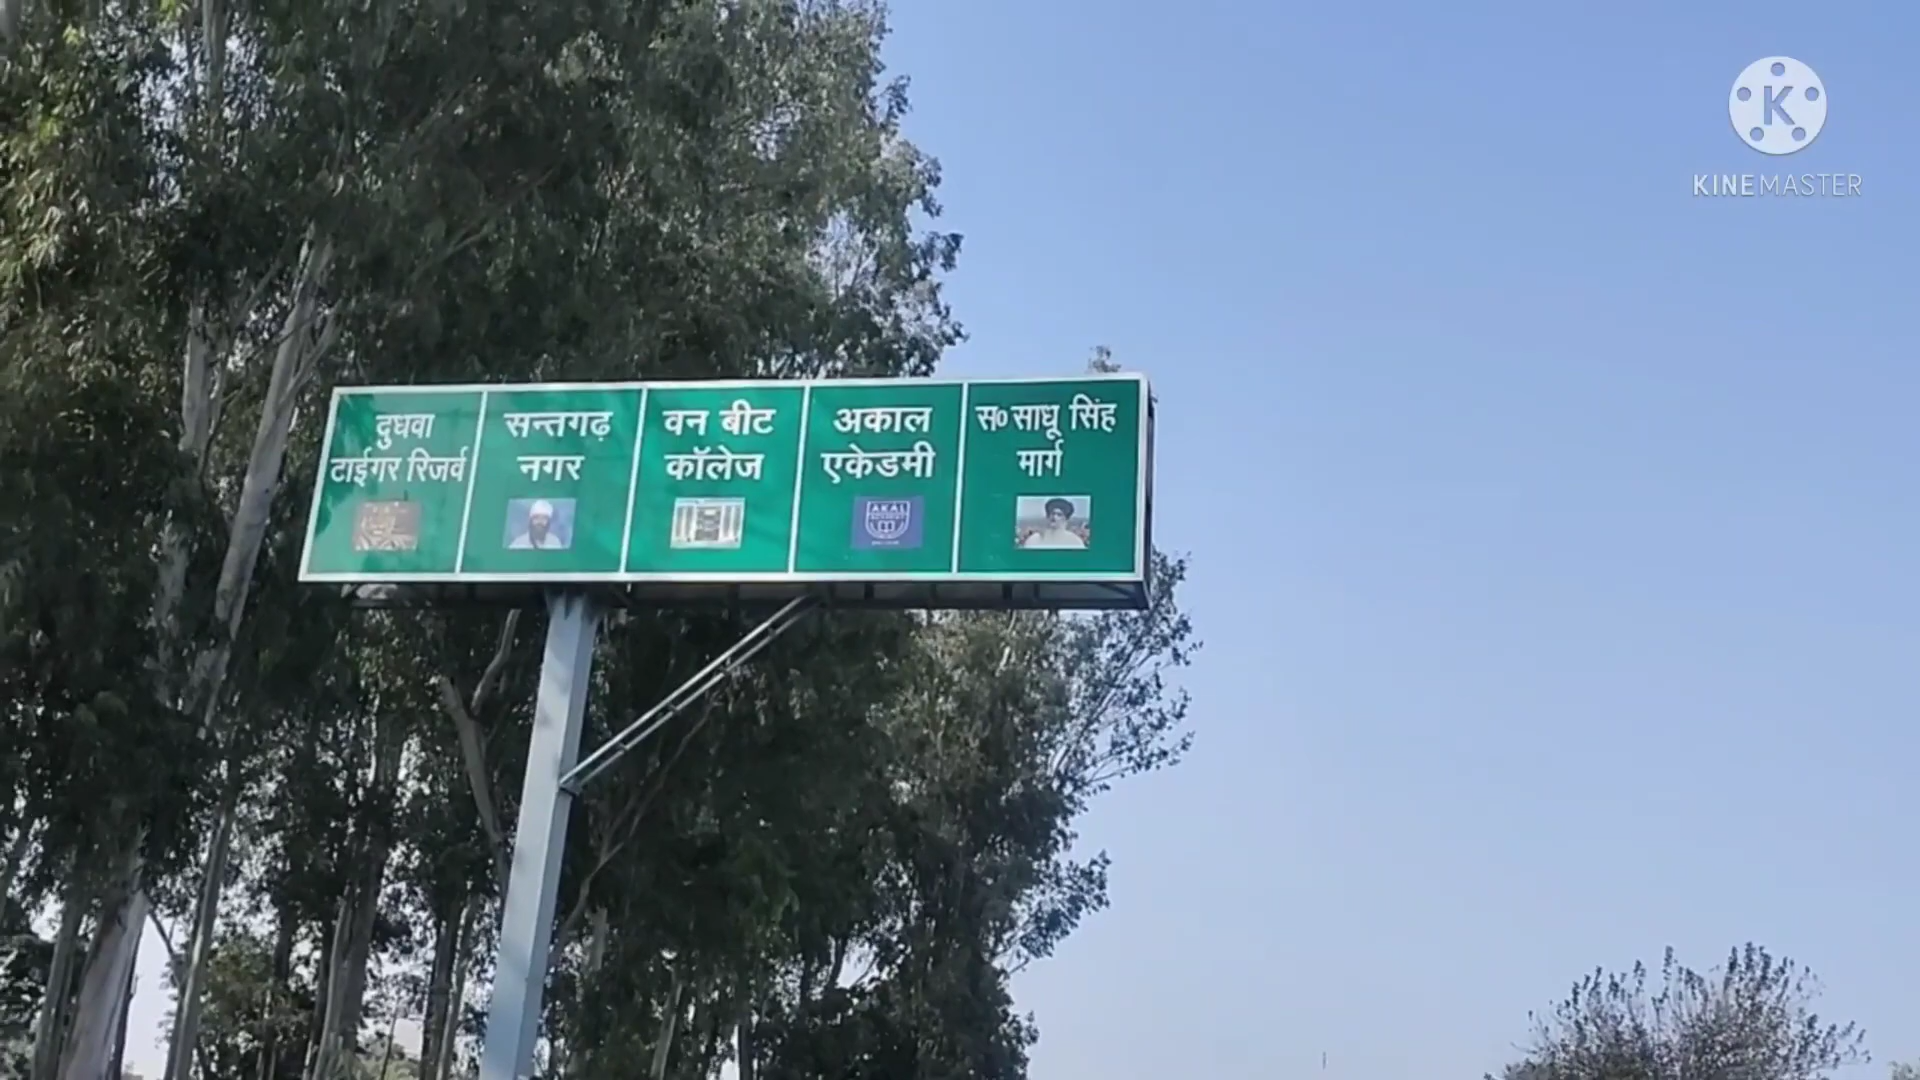 दुधवा
टाईगर रिजर्व
सन्तगढ़
नगर
वन बीट
कॉलेज
अकाल
एकेडमी
AKAL
स० साधू सिंह
मार्ग
K
KINEMASTER